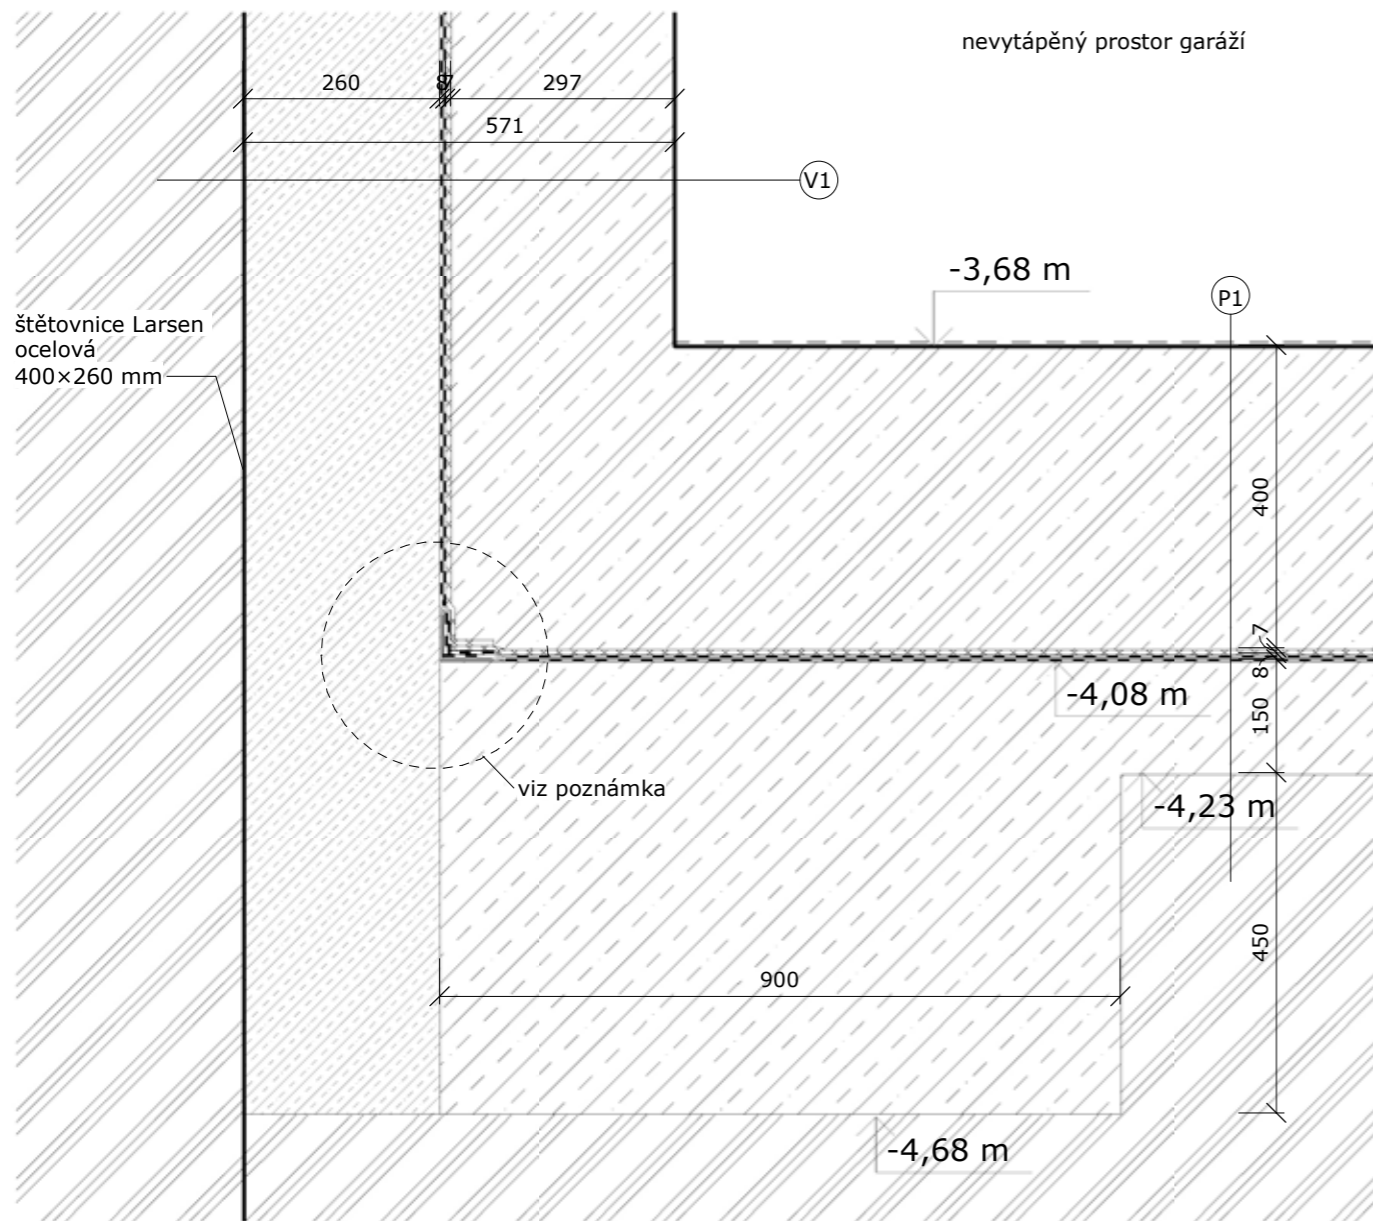 nevytápěný prostor garáží
260
8
7
297
571
V1
-3,68 m
P1
štětovnice Larsen
ocelová
400×260 mm
400
7
8
-4,08 m
150
viz poznámka
-4,23 m
450
900
-4,68 m